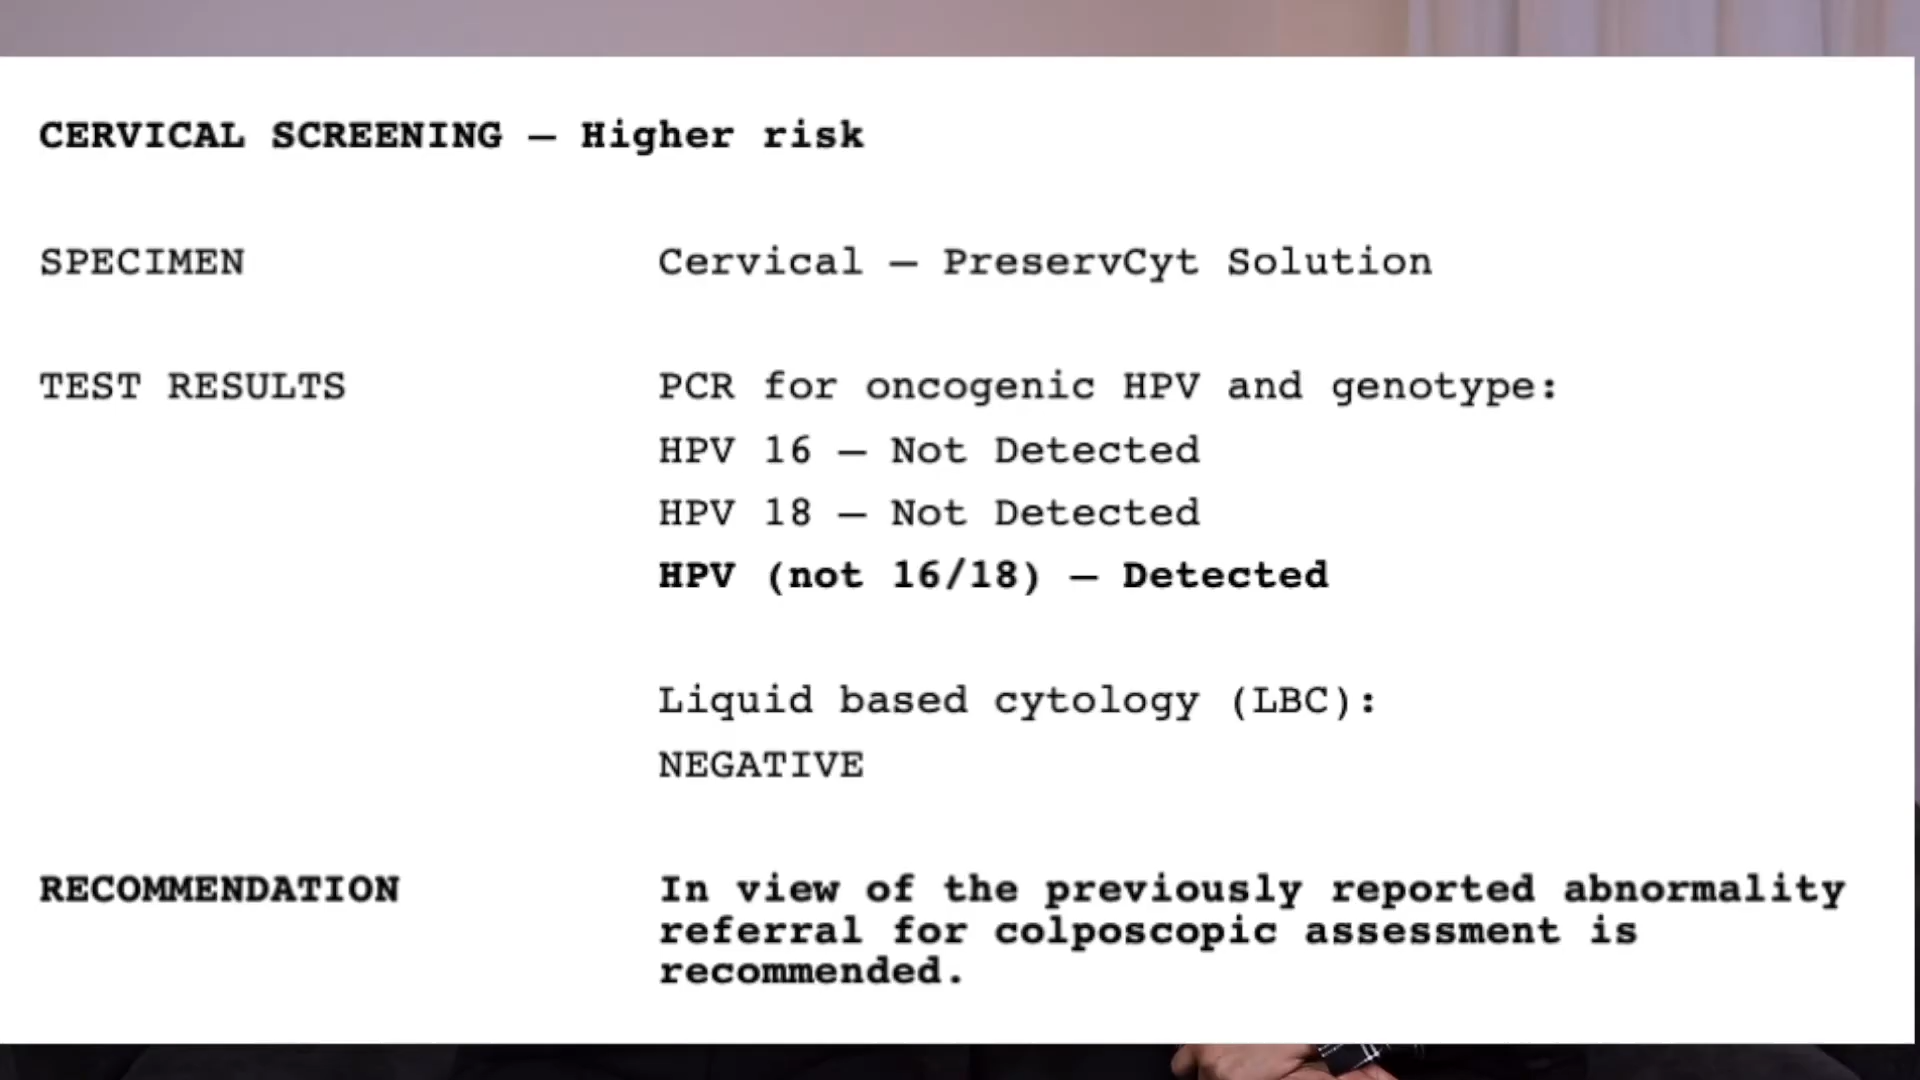 CERVICAL SCREENING – Higher risk
SPECIMEN Cervical – PreservCyt Solution
TEST RESULTS PCR for oncogenic HPV and genotype:
HPV 16 – Not Detected
HPV 18 – Not Detected
HPV (not 16/18) – Detected
Liquid based cytology (LBC):
NEGATIVE
RECOMMENDATION In view of the previously reported abnormality
referral for colposcopic assessment is
recommended.